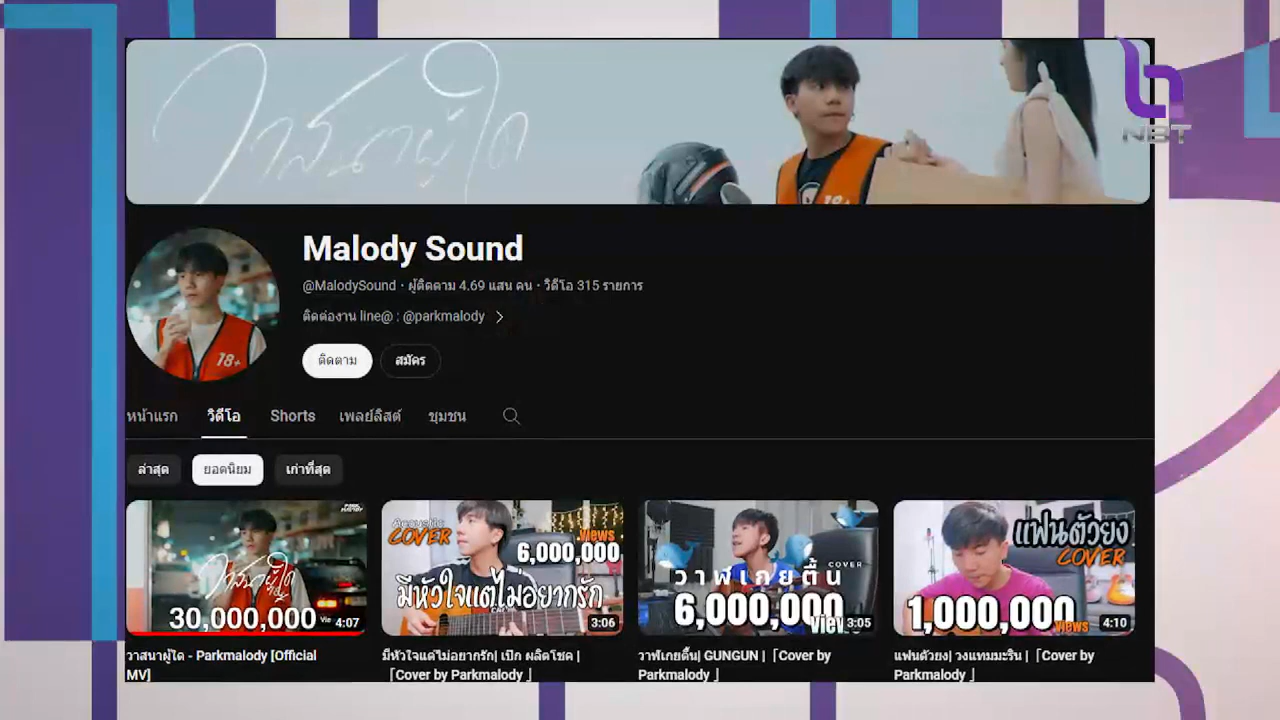 วาสนาผู้ใด
NBT
Malody Sound
@MalodySound · ผู้ติดตาม 4.69 แสน คน · วิดีโอ 315 รายการ
ติดต่องาน line@ : @parkmalody
18+
ติดตาม
สมัคร
หน้าแรก
วิดีโอ
Shorts
เพลย์ลิสต์
ชุมชน
ล่าสุด
ยอดนิยม
เก่าที่สุด
PARK MALODY
วาสนาผู้ใด
30,000,000
4:07
วาสนาผู้ใด - Parkmalody [Official
MV]
Acoustic
COVER
views
6,000,000
มีหัวใจแต่ไม่อยากรัก
3:06
มีหัวใจแต่ไม่อยากรัก| เป๊ก ผลิตโชค |
「Cover by Parkmalody 」
COVER
วาฬเกยตื้น
6,000,000
View
3:05
วาฬเกยตื้น| GUNGUN |「Cover by
Parkmalody 」
แฟนตัวยง
COVER
1,000,000
views
4:10
แฟนตัวยง| วงแทมมะริน |「Cover by
Parkmalody 」